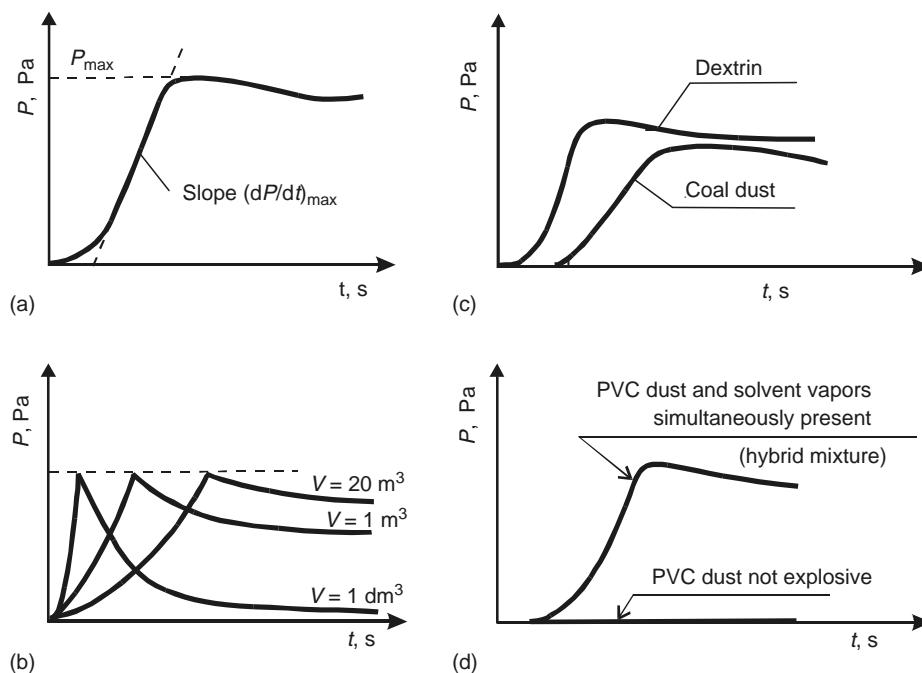 P, Pa
Pmax
Slope (dP/dt)max
t, s
(a)
P, Pa
V = 20 m³
V = 1 m³
V = 1 dm³
t, s
(b)
P, Pa
Dextrin
Coal dust
t, s
(c)
P, Pa
PVC dust and solvent vapors
simultaneously present
(hybrid mixture)
PVC dust not explosive
t, s
(d)